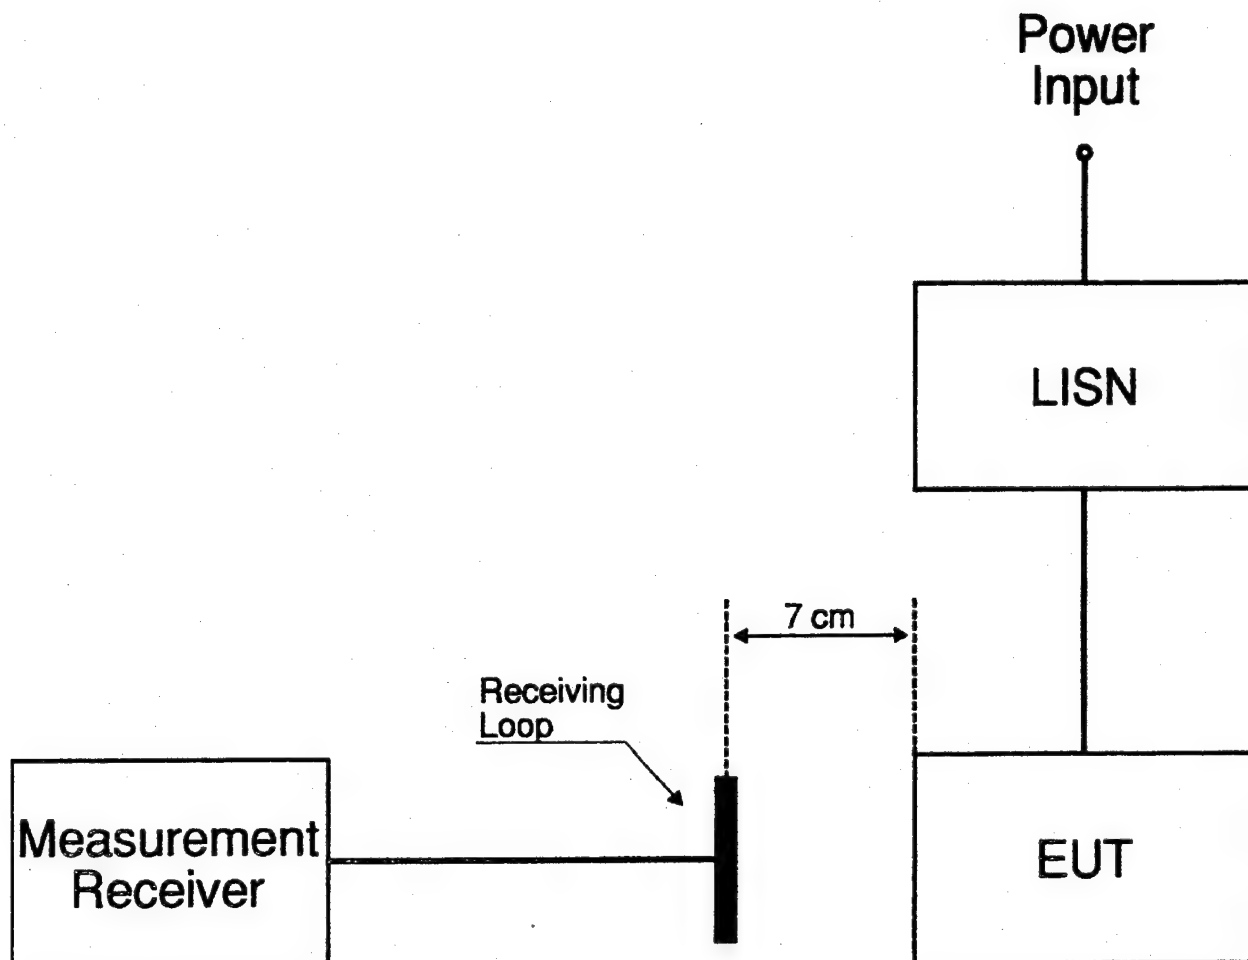 Power
Input
LISN
7 cm
Receiving
Loop
Measurement
Receiver
EUT